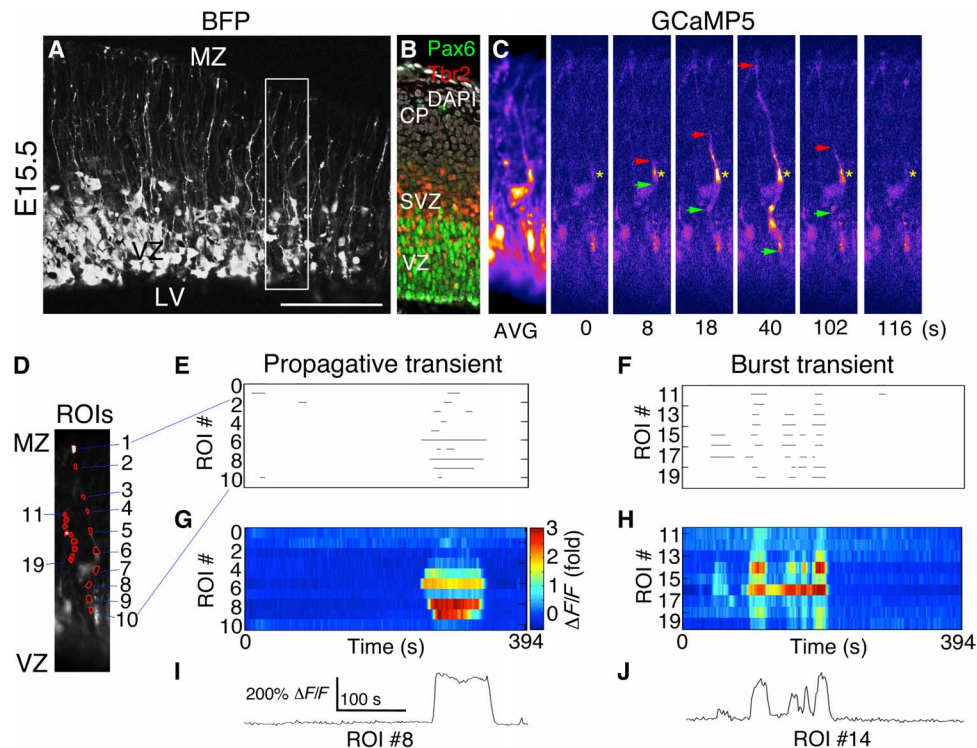 BFP
GCaMP5
A
MZ
VZ
LV
E15.5
B
Pax6
Tbr2
DAPI
CP
SVZ
VZ
C
* * * * *
AVG 0 8 18 40 102 116 (s)
D
ROIs
MZ
1
2
3
4
5
6
7
8
9
10
11
19
VZ
E
Propagative transient
ROI #
0
2
4
6
8
10
F
Burst transient
ROI #
11
13
15
17
19
G
ROI #
0
2
4
6
8
10
3
2
1
0
ΔF/F (fold)
0 Time (s) 394
H
ROI #
11
13
15
17
19
0 Time (s) 394
I
200% ΔF/F
100 s
ROI #8
J
ROI #14